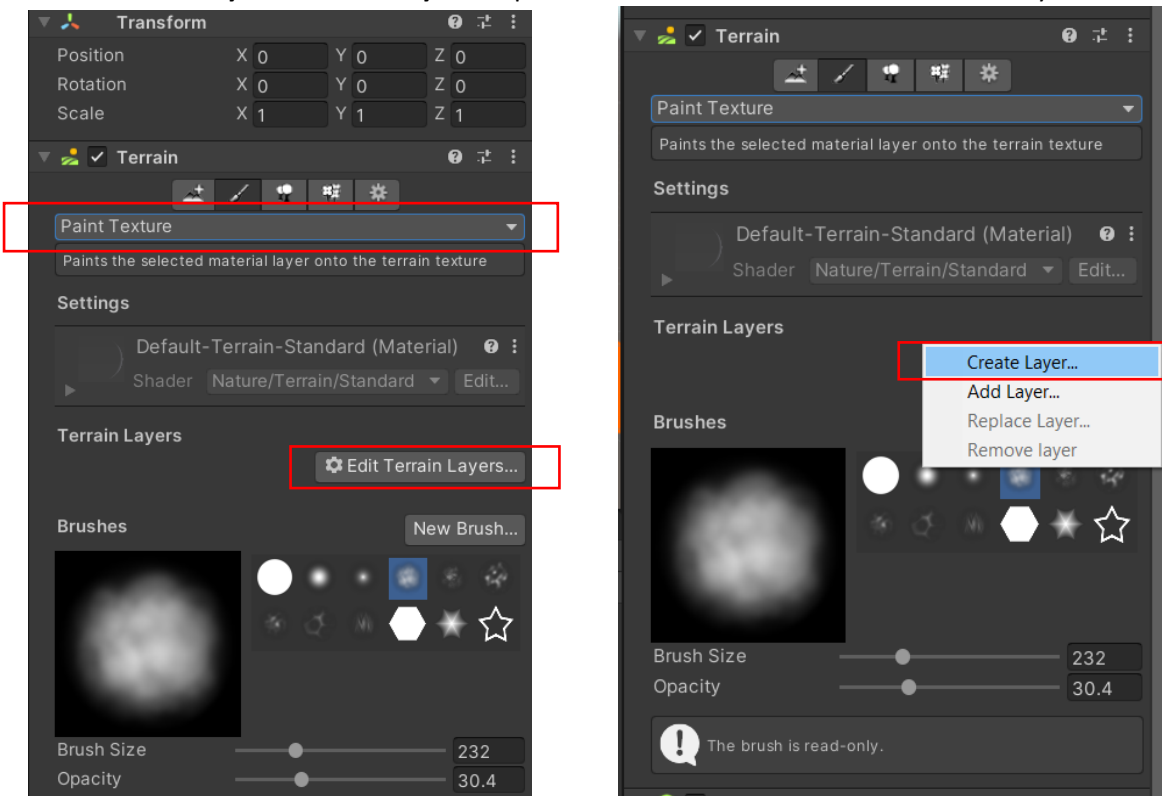 Transform
Position X 0 Y 0 Z 0
Rotation X 0 Y 0 Z 0
Scale X 1 Y 1 Z 1
Terrain
Paint Texture
Paints the selected material layer onto the terrain texture
Settings
Default-Terrain-Standard (Material)
Shader Nature/Terrain/Standard Edit...
Terrain Layers
Edit Terrain Layers...
Brushes New Brush...
Brush Size 232
Opacity 30.4
Terrain
Paint Texture
Paints the selected material layer onto the terrain texture
Settings
Default-Terrain-Standard (Material)
Shader Nature/Terrain/Standard Edit...
Terrain Layers
Create Layer...
Add Layer...
Replace Layer...
Remove layer
Brushes
Brush Size 232
Opacity 30.4
The brush is read-only.